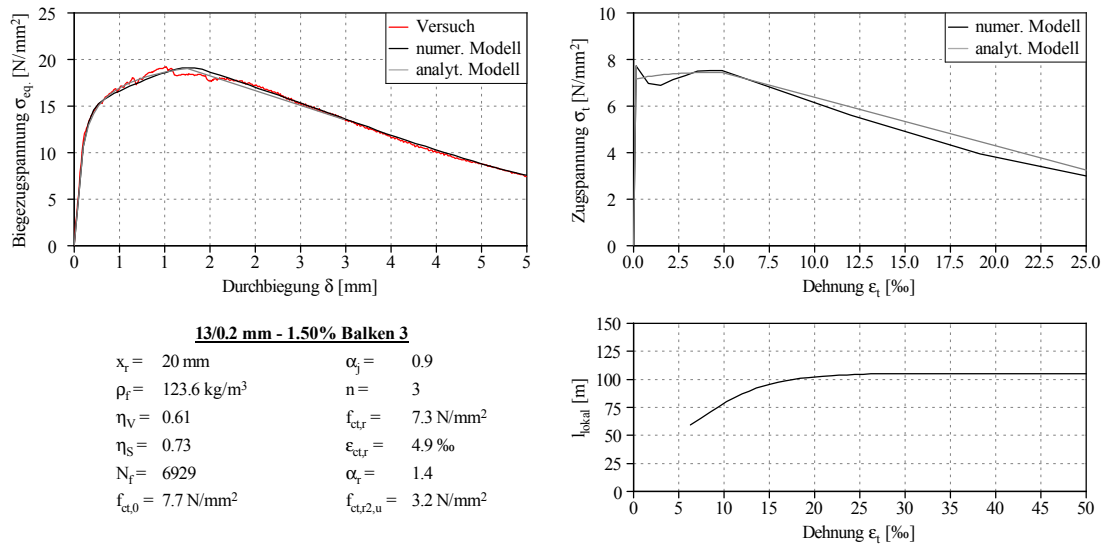 Biegezugspannung σeq. [N/mm²]
25
20
15
10
5
0
0 1 1 2 2 3 3 4 4 5 5
Durchbiegung δ [mm]
Versuch
numer. Modell
analyt. Modell
Zugspannung σt [N/mm²]
10
8
6
4
2
0
0.0 2.5 5.0 7.5 10.0 12.5 15.0 17.5 20.0 22.5 25.0
Dehnung εt [‰]
numer. Modell
analyt. Modell
13/0.2 mm - 1.50% Balken 3
xr = 20 mm αj = 0.9
ρf = 123.6 kg/m³ n = 3
ηV = 0.61 fct,r = 7.3 N/mm²
ηS = 0.73 εct,r = 4.9 ‰
Nf = 6929 αr = 1.4
fct,0 = 7.7 N/mm² fct,r2,u = 3.2 N/mm²
llokal [m]
150
125
100
75
50
25
0
0 5 10 15 20 25 30 35 40 45 50
Dehnung εt [‰]